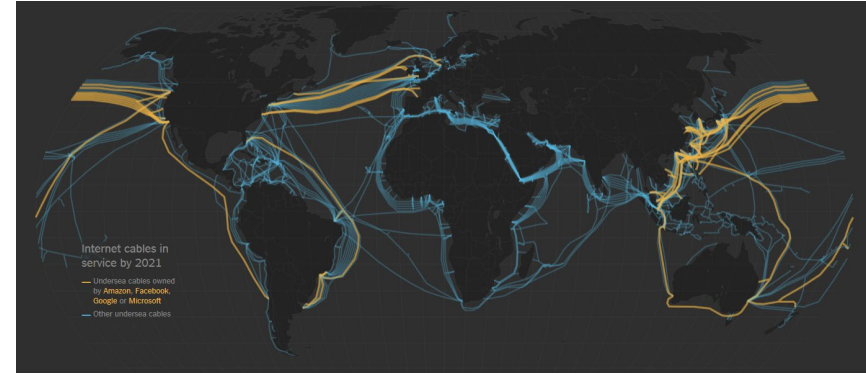 Internet cables in
service by 2021
Undersea cables owned
by Amazon, Facebook,
Google or Microsoft
Other undersea cables